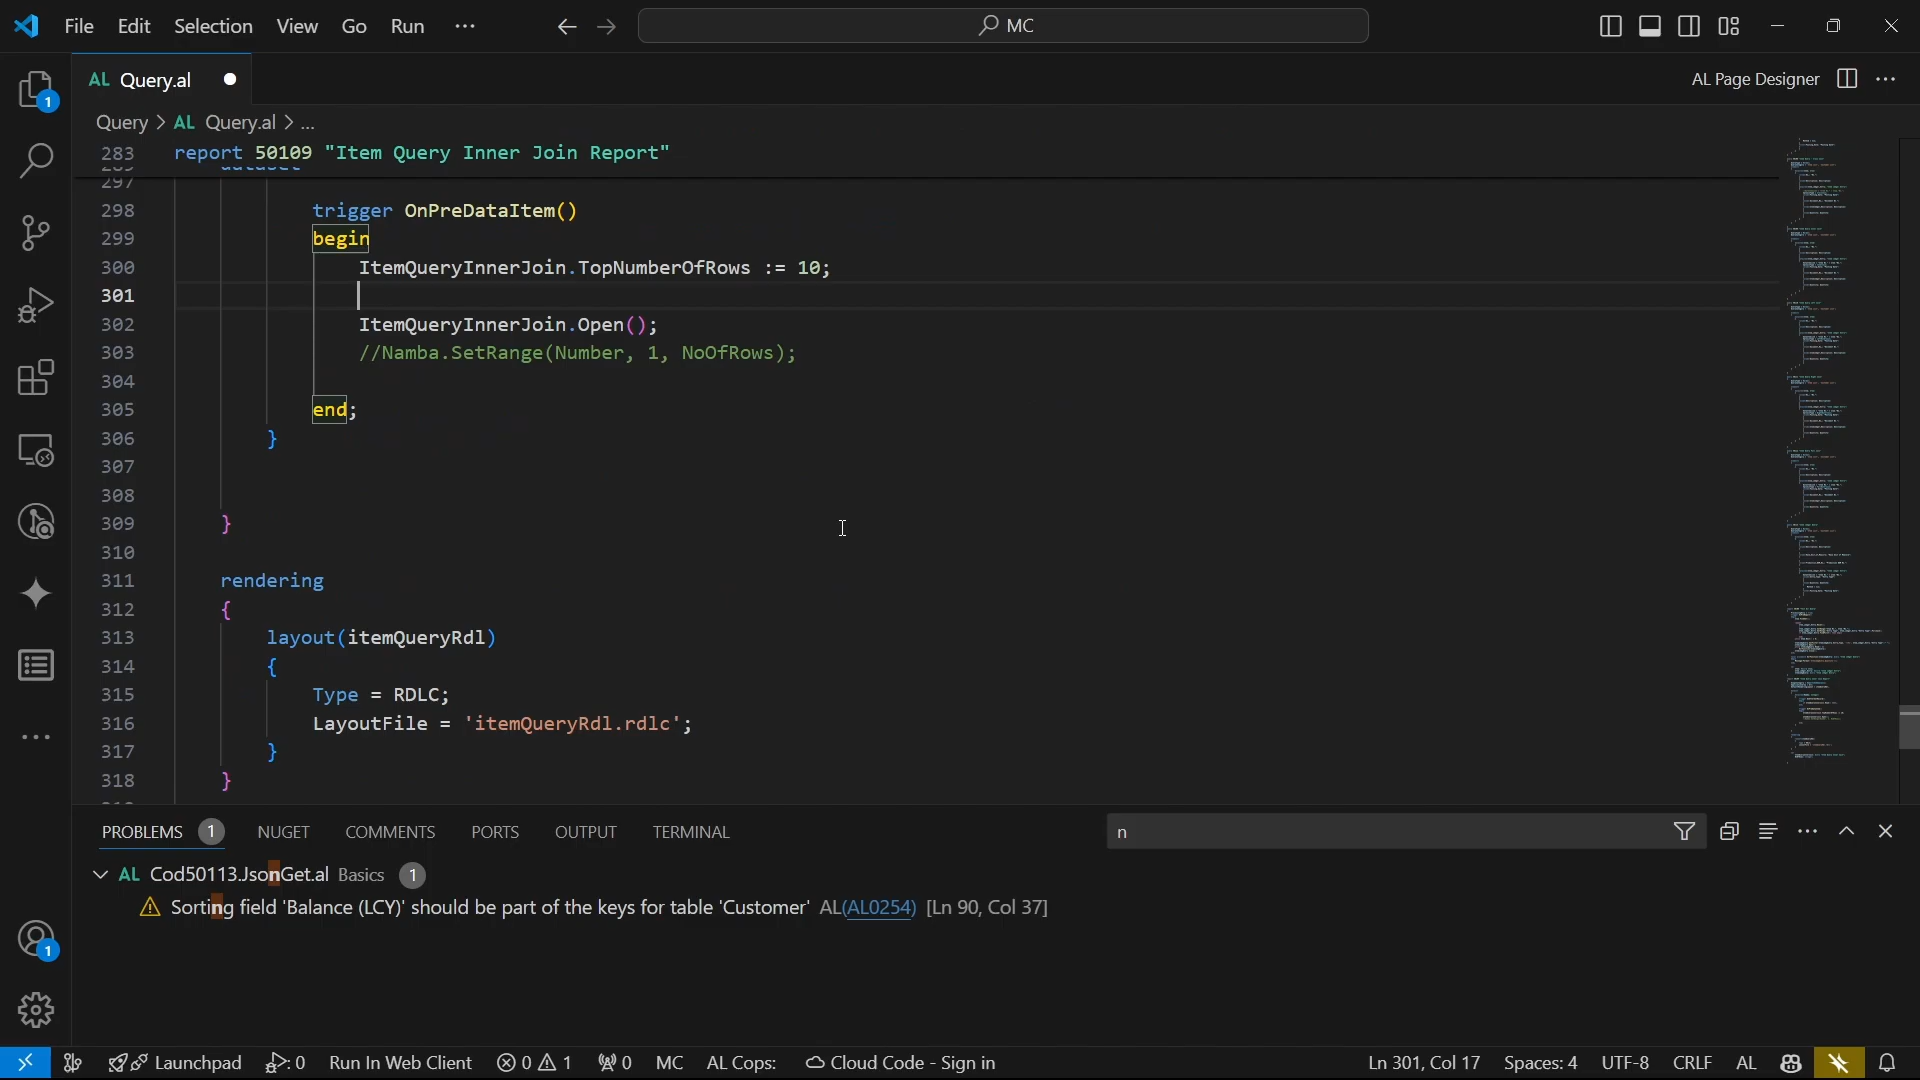 File Edit Selection View Go Run ···
MC
AL Query.al
AL Page Designer
Query > AL Query.al > ...
283 report 50109 "Item Query Inner Join Report"
297
298 trigger OnPreDataItem()
299 begin
300 ItemQueryInnerJoin.TopNumberOfRows := 10;
301
302 ItemQueryInnerJoin.Open();
303 //Namba.SetRange(Number, 1, NoOfRows);
304
305 end;
306 }
307
308
309 }
310
311 rendering
312 {
313 layout(itemQueryRdl)
314 {
315 Type = RDLC;
316 LayoutFile = 'itemQueryRdl.rdlc';
317 }
318 }
PROBLEMS 1 NUGET COMMENTS PORTS OUTPUT TERMINAL n
AL Cod50113.JsonGet.al Basics 1
Sorting field 'Balance (LCY)' should be part of the keys for table 'Customer' AL(AL0254) [Ln 90, Col 37]
1
1
Launchpad 0 Run In Web Client 0 1 0 MC AL Cops: Cloud Code - Sign in Ln 301, Col 17 Spaces: 4 UTF-8 CRLF AL